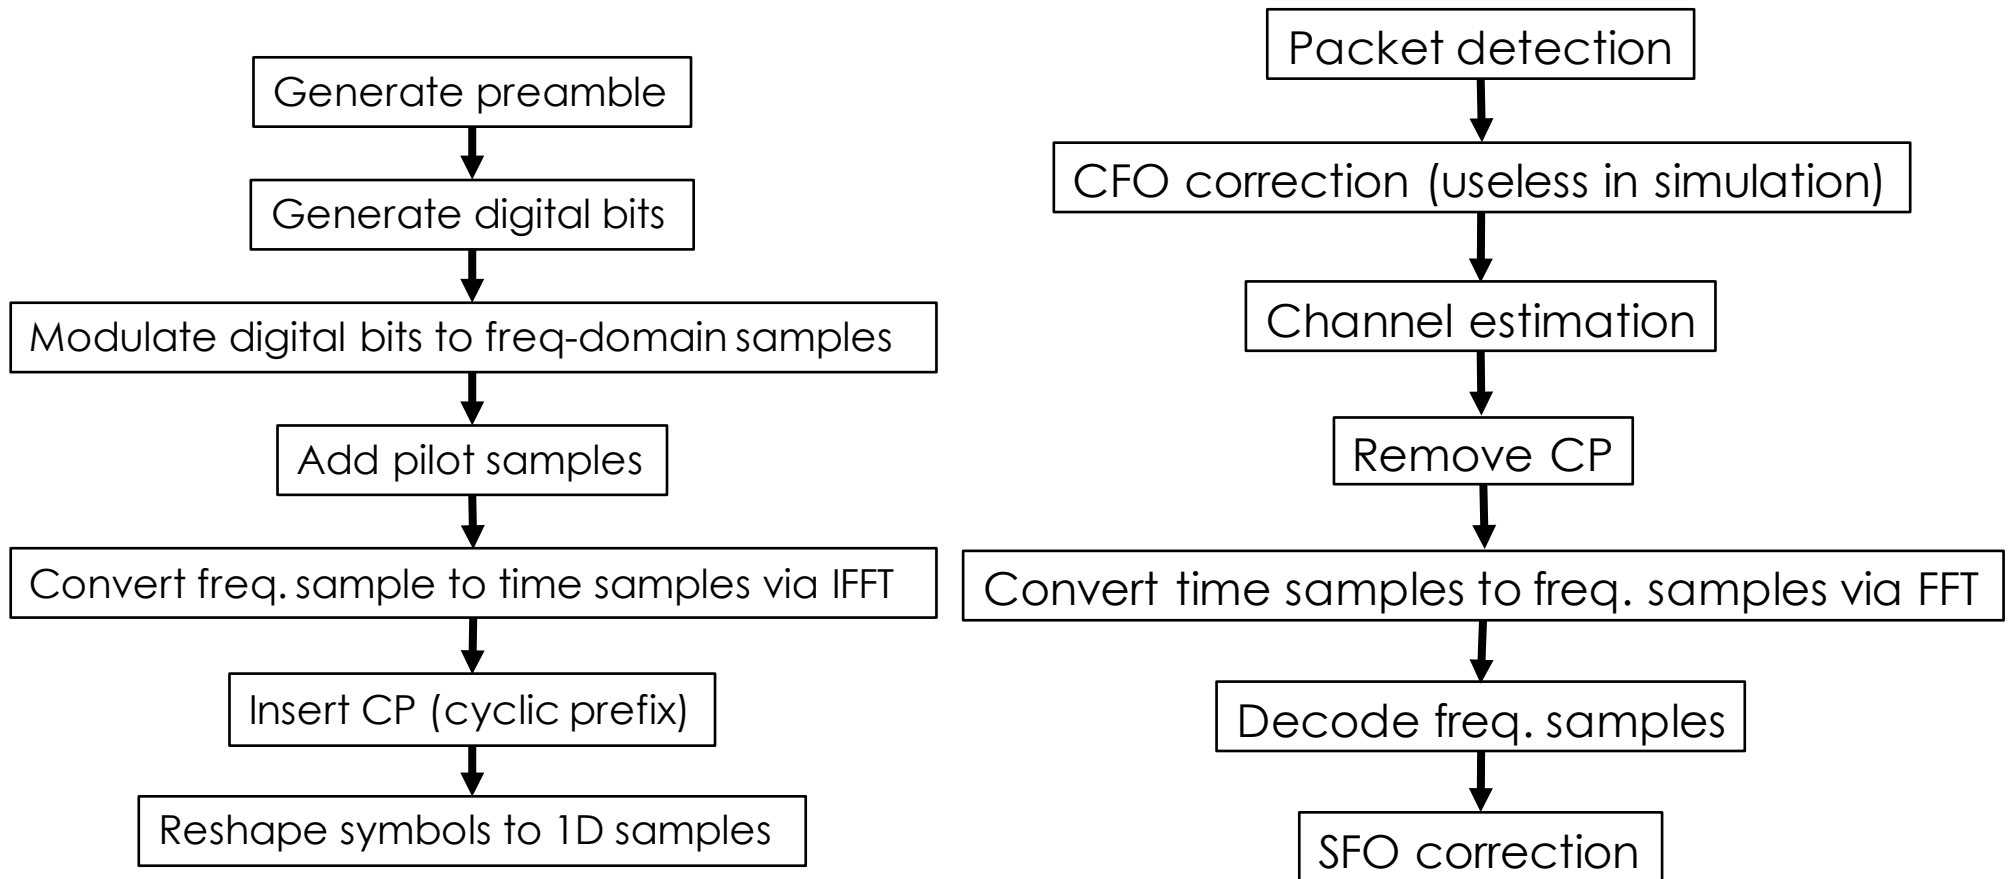 Generate preamble
Generate digital bits
Modulate digital bits to freq-domain samples
Add pilot samples
Convert freq. sample to time samples via IFFT
Insert CP (cyclic prefix)
Reshape symbols to 1D samples
Packet detection
CFO correction (useless in simulation)
Channel estimation
Remove CP
Convert time samples to freq. samples via FFT
Decode freq. samples
SFO correction